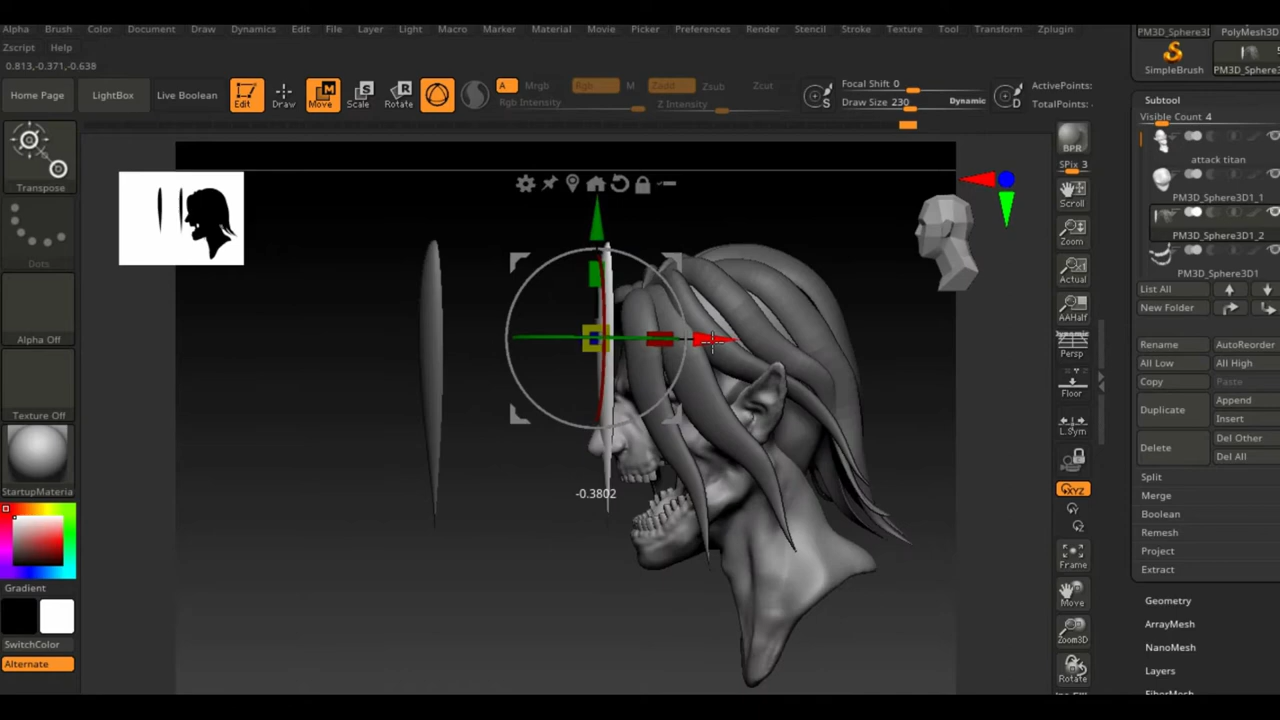 Alpha Brush Color Document Draw Dynamics Edit File Layer Light Macro Marker Material Movie Picker Preferences Render Stencil Stroke Texture Tool Transform Zplugin
Zscript Help
0.813,-0.371,-0.638
PM3D_Sphere3D PolyMesh3D
SimpleBrush PM3D_Sphere3
Home Page LightBox Live Boolean Edit Draw Move Scale Rotate
A Mrgb Rgb M Zadd Zsub Zcut
Rgb Intensity Z Intensity
Focal Shift 0
Draw Size 230 Dynamic
S D
ActivePoints:
TotalPoints:
Transpose
Dots
Alpha Off
Texture Off
StartupMateria
Gradient
SwitchColor
Alternate
-0.3802
BPR
SPix 3
Scroll
Zoom
Actual
AAHalf
Dynamic
Persp
Floor
L.Sym
XYZ
Frame
Move
Zoom3D
Rotate
Subtool
Visible Count 4
attack titan
PM3D_Sphere3D1_1
PM3D_Sphere3D1_2
PM3D_Sphere3D1
List All
New Folder
Rename AutoReorder
All Low All High
Copy Paste
Duplicate Append
Insert
Delete Del Other
Del All
Split
Merge
Boolean
Remesh
Project
Extract
Geometry
ArrayMesh
NanoMesh
Layers